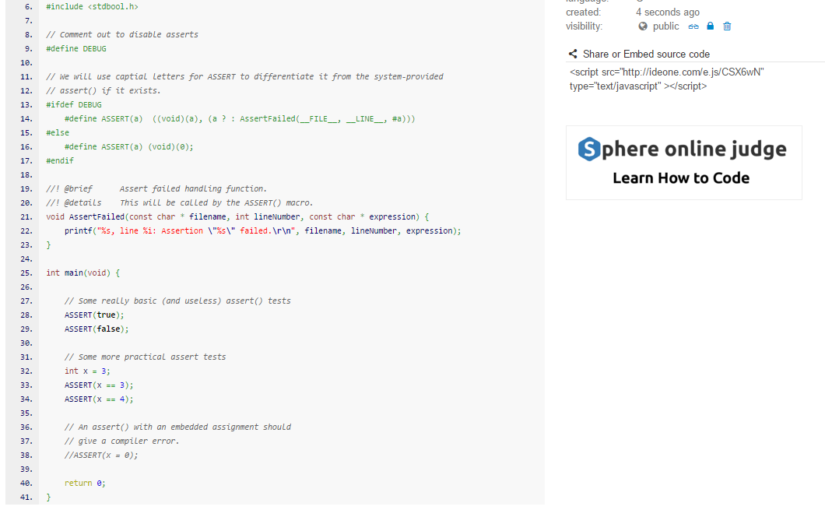 6. #include <stdbool.h>
7.
8. // Comment out to disable asserts
9. #define DEBUG
10.
11. // We will use captial letters for ASSERT to differentiate it from the system-provided
12. // assert() if it exists.
13. #ifdef DEBUG
14. #define ASSERT(a) ((void)(a), (a ? : AssertFailed(__FILE__, __LINE__, #a)))
15. #else
16. #define ASSERT(a) (void)(0);
17. #endif
18.
19. //! @brief Assert failed handling function.
20. //! @details This will be called by the ASSERT() macro.
21. void AssertFailed(const char * filename, int lineNumber, const char * expression) {
22. printf("%s, line %i: Assertion \"%s\" failed.\r\n", filename, lineNumber, expression);
23. }
24.
25. int main(void) {
26.
27. // Some really basic (and useless) assert() tests
28. ASSERT(true);
29. ASSERT(false);
30.
31. // Some more practical assert tests
32. int x = 3;
33. ASSERT(x == 3);
34. ASSERT(x == 4);
35.
36. // An assert() with an embedded assignment should
37. // give a compiler error.
38. //ASSERT(x = 0);
39.
40. return 0;
41. }
created: 4 seconds ago
visibility: public
Share or Embed source code
<script src="http://ideone.com/e.js/CSX6wN"
type="text/javascript" ></script>
Sphere online judge
Learn How to Code